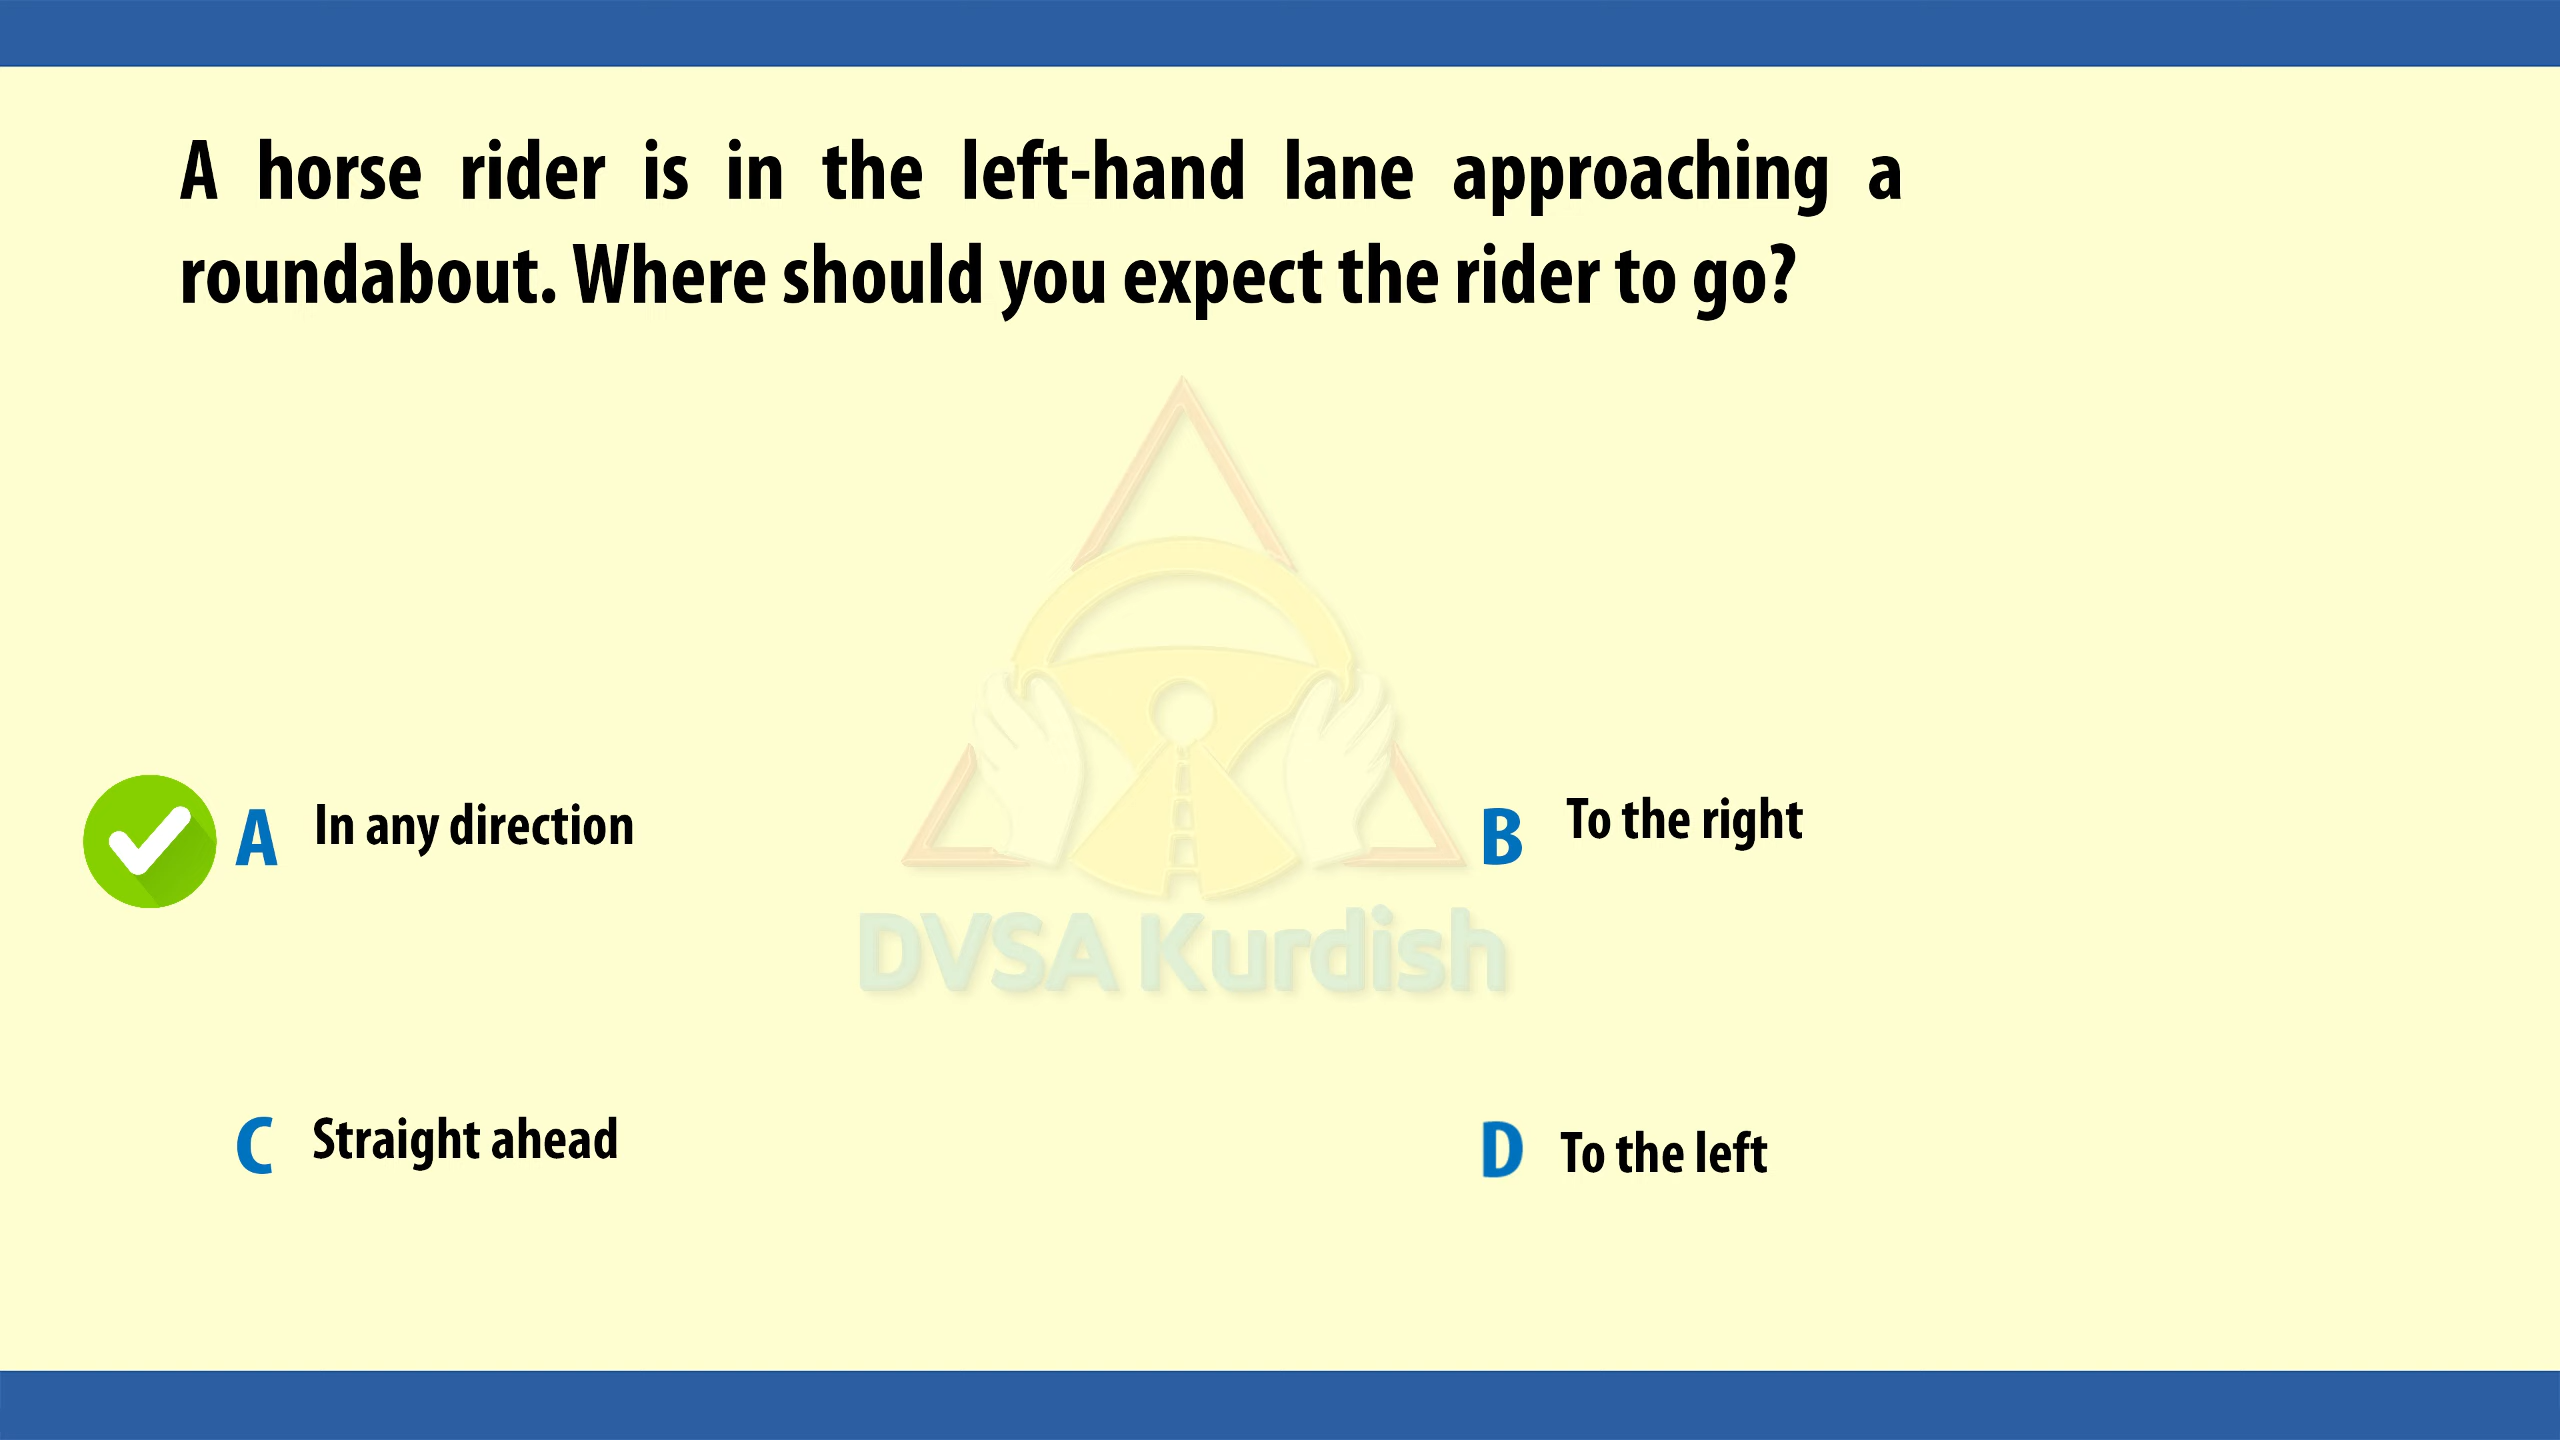 A horse rider is in the left-hand lane approaching a
roundabout. Where should you expect the rider to go?
A In any direction
B To the right
DVSA Kurdish
C Straight ahead
D To the left